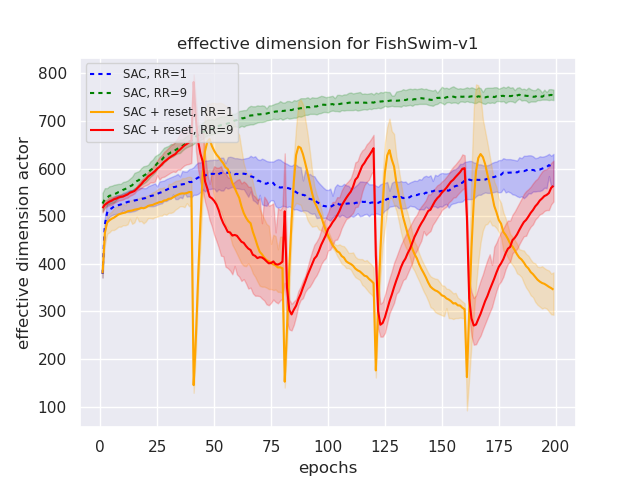 effective dimension for FishSwim-v1
SAC, RR=1
SAC, RR=9
SAC + reset, RR=1
SAC + reset, RR=9
effective dimension actor
800
700
600
500
400
300
200
100
0 25 50 75 100 125 150 175 200
epochs